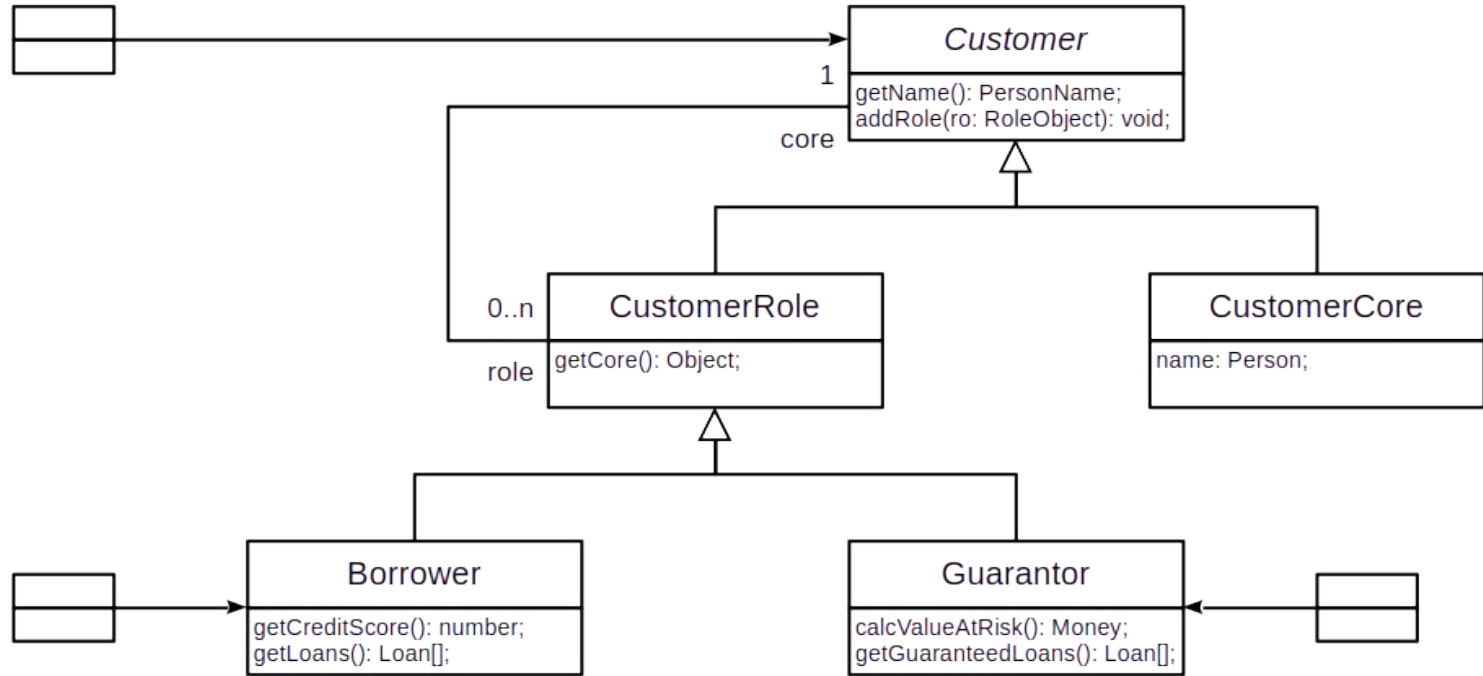 Customer
1
getName(): PersonName;
addRole(ro: RoleObject): void;
core
0..n
CustomerRole
CustomerCore
role
getCore(): Object;
name: Person;
Borrower
Guarantor
getCreditScore(): number;
getLoans(): Loan[];
calcValueAtRisk(): Money;
getGuaranteedLoans(): Loan[];